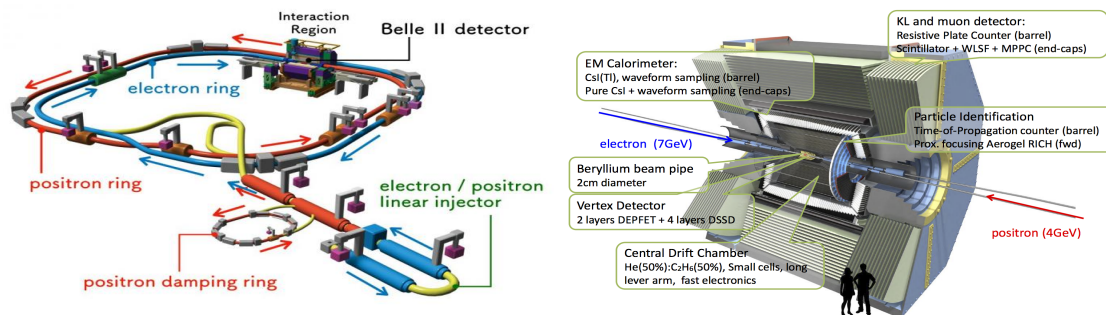 Interaction
Region
Belle II detector
electron ring
positron ring
electron / positron
linear injector
positron damping ring
KL and muon detector:
Resistive Plate Counter (barrel)
Scintillator + WLSF + MPPC (end-caps)
EM Calorimeter:
CsI(Tl), waveform sampling (barrel)
Pure CsI + waveform sampling (end-caps)
Particle Identification
Time-of-Propagation counter (barrel)
Prox. focusing Aerogel RICH (fwd)
electron (7GeV)
Beryllium beam pipe
2cm diameter
Vertex Detector
2 layers DEPFET + 4 layers DSSD
positron (4GeV)
Central Drift Chamber
He(50%):C₂H₆(50%), Small cells, long
lever arm, fast electronics